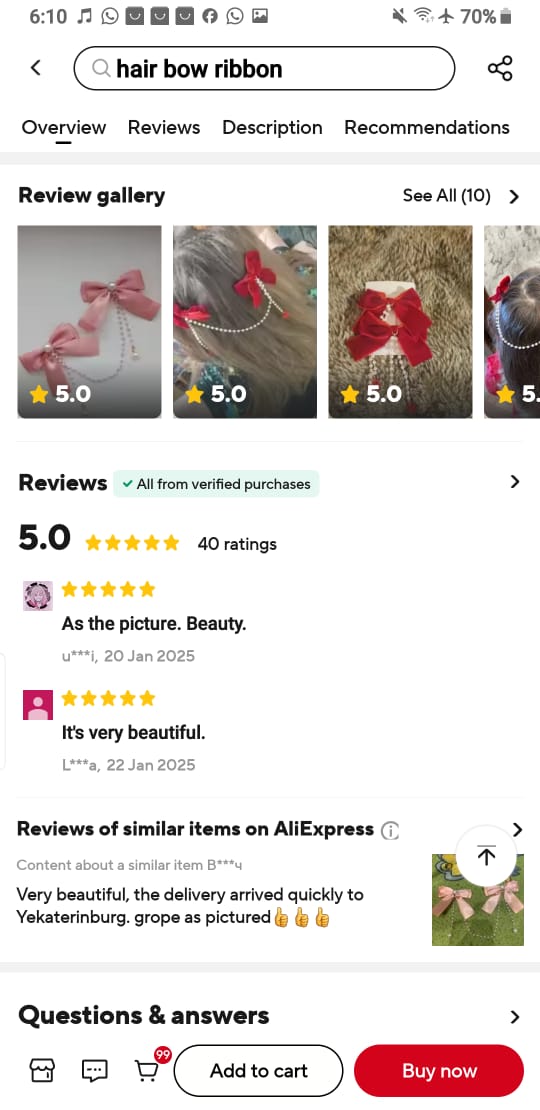 6:10
70%
hair bow ribbon
Overview Reviews Description Recommendations
Review gallery See All (10)
5.0 5.0 5.0 5.
Reviews All from verified purchases
5.0 40 ratings
As the picture. Beauty.
u***i, 20 Jan 2025
It's very beautiful.
L***a, 22 Jan 2025
Reviews of similar items on AliExpress
Content about a similar item B***ч
Very beautiful, the delivery arrived quickly to
Yekaterinburg. grope as pictured👍👍👍
Questions & answers
99
Add to cart Buy now